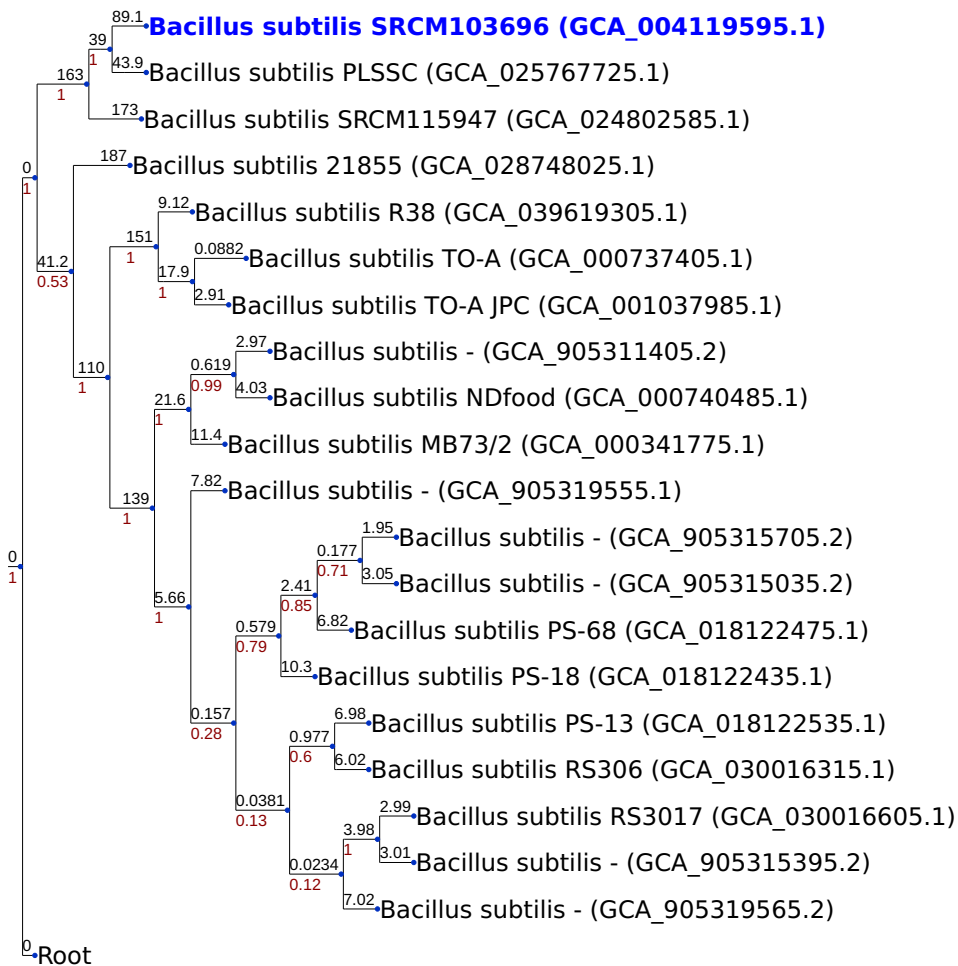 89.1
Bacillus subtilis SRCM103696 (GCA_004119595.1)
39
1
43.9
Bacillus subtilis PLSSC (GCA_025767725.1)
163
1
173
Bacillus subtilis SRCM115947 (GCA_024802585.1)
187
Bacillus subtilis 21855 (GCA_028748025.1)
0
1
9.12
Bacillus subtilis R38 (GCA_039619305.1)
151
1
0.0882
Bacillus subtilis TO-A (GCA_000737405.1)
41.2
0.53
17.9
1
2.91
Bacillus subtilis TO-A JPC (GCA_001037985.1)
2.97
Bacillus subtilis - (GCA_905311405.2)
110
1
0.619
0.99
4.03
Bacillus subtilis NDfood (GCA_000740485.1)
21.6
1
11.4
Bacillus subtilis MB73/2 (GCA_000341775.1)
7.82
Bacillus subtilis - (GCA_905319555.1)
139
1
1.95
Bacillus subtilis - (GCA_905315705.2)
0
1
0.177
0.71
3.05
Bacillus subtilis - (GCA_905315035.2)
5.66
1
2.41
0.85
6.82
Bacillus subtilis PS-68 (GCA_018122475.1)
0.579
0.79
10.3
Bacillus subtilis PS-18 (GCA_018122435.1)
0.157
0.28
6.98
Bacillus subtilis PS-13 (GCA_018122535.1)
0.977
0.6
6.02
Bacillus subtilis RS306 (GCA_030016315.1)
0.0381
0.13
2.99
Bacillus subtilis RS3017 (GCA_030016605.1)
3.98
1
3.01
Bacillus subtilis - (GCA_905315395.2)
0.0234
0.12
7.02
Bacillus subtilis - (GCA_905319565.2)
0
Root